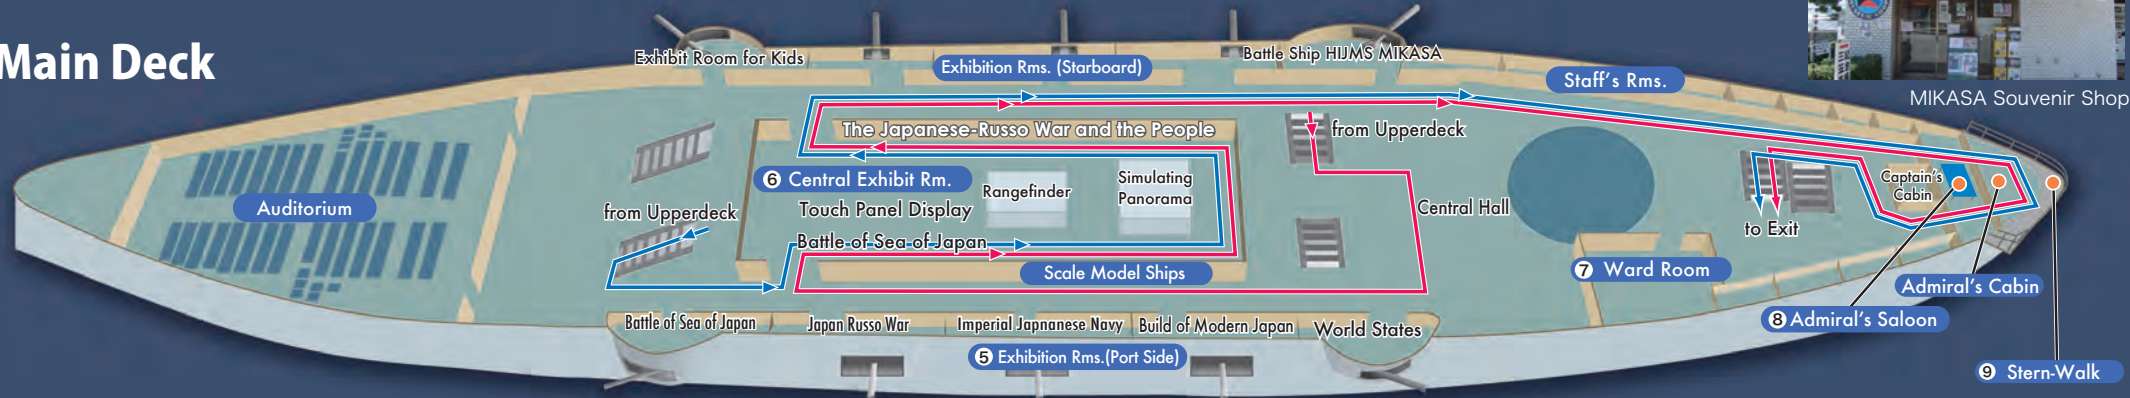 Main Deck
Exhibit Room for Kids
Exhibition Rms. (Starboard)
Battle Ship HIJMS MIKASA
Staff's Rms.
MIKASA Souvenir Shop
The Japanese-Russo War and the People
from Upperdeck
⑥ Central Exhibit Rm.
Rangefinder
Simulating
Panorama
Captain's
Cabin
Auditorium
from Upperdeck
Touch Panel Display
Central Hall
to Exit
Battle of Sea of Japan
Scale Model Ships
⑦ Ward Room
Admiral's Cabin
⑧ Admiral's Saloon
Battle of Sea of Japan
Japan Russo War
Imperial Japnanese Navy
Build of Modern Japan
World States
⑤ Exhibition Rms.(Port Side)
⑨ Stern-Walk